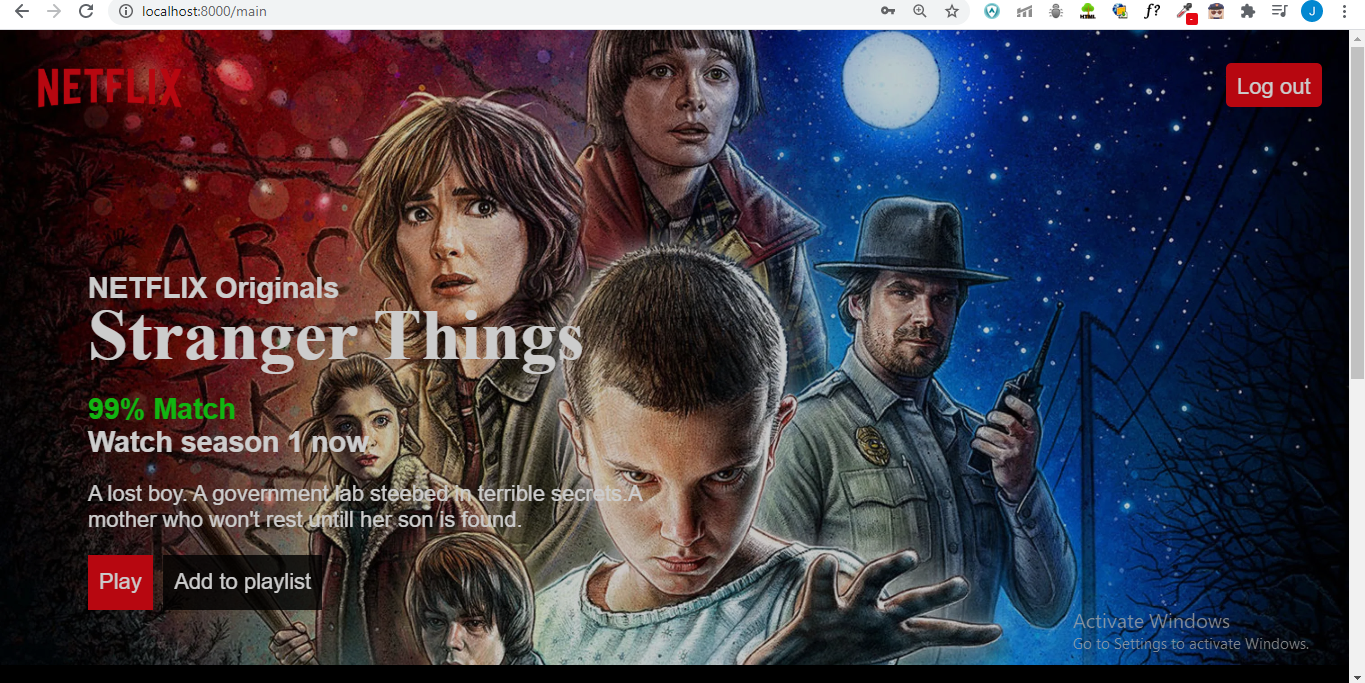 localhost:8000/main
HTML
f?
J
NETFLIX
Log out
A B C
NETFLIX Originals
Stranger Things
J K
99% Match
Watch season 1 now
A lost boy. A government lab steebed in terrible secrets.A
mother who won't rest untill her son is found.
R S
Play
Add to playlist
Activate Windows
Go to Settings to activate Windows.